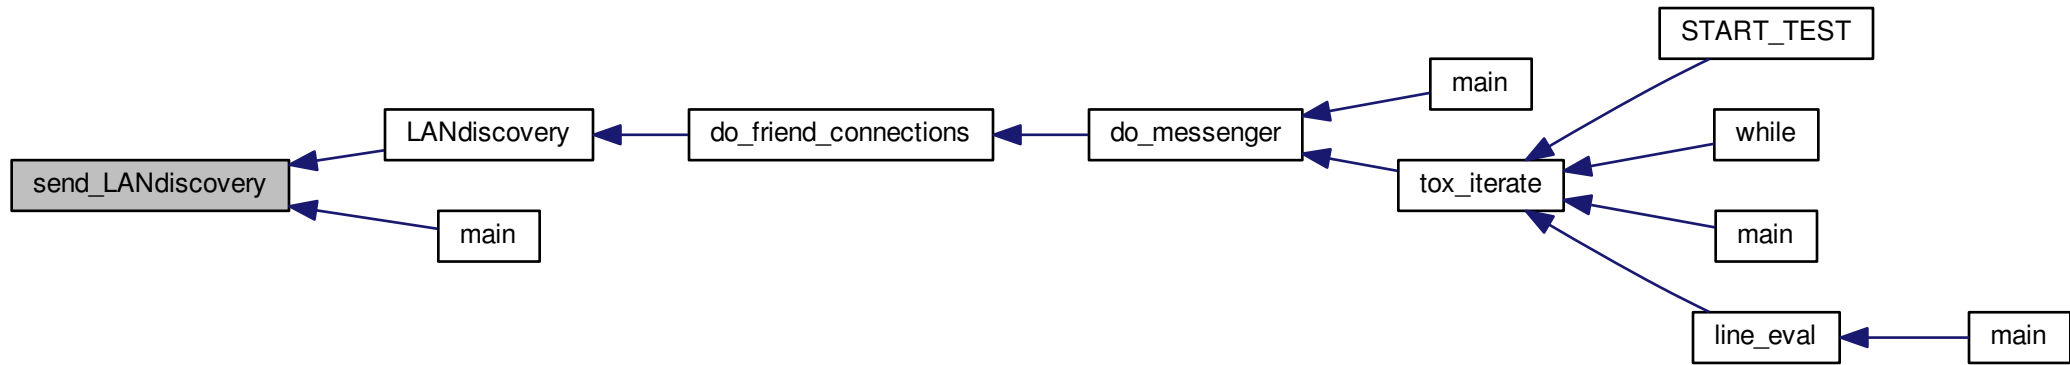 START_TEST
main
LANdiscovery
do_friend_connections
do_messenger
while
send_LANdiscovery
tox_iterate
main
main
line_eval
main